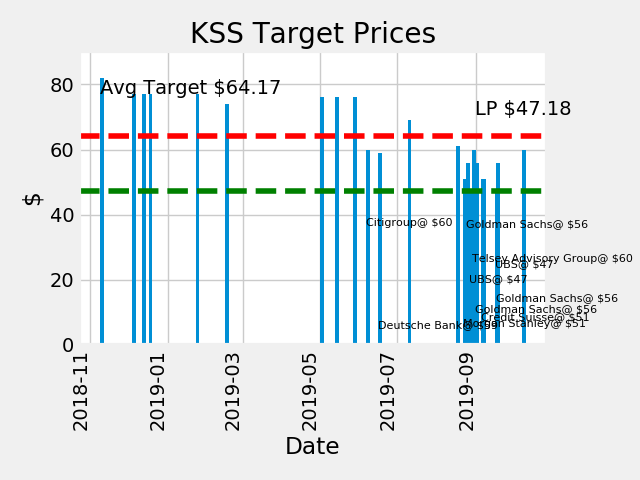 KSS Target Prices
Avg Target $64.17
LP $47.18
80
60
40
20
0
$
Citigroup@ $60
Goldman Sachs@ $56
Telsey Advisory Group@ $60
UBS@ $47
UBS@ $47
Goldman Sachs@ $56
Goldman Sachs@ $56
Credit Suisse@ $51
Morgan Stanley@ $51
Deutsche Bank@ $59
2018-11
2019-01
2019-03
2019-05
2019-07
2019-09
Date